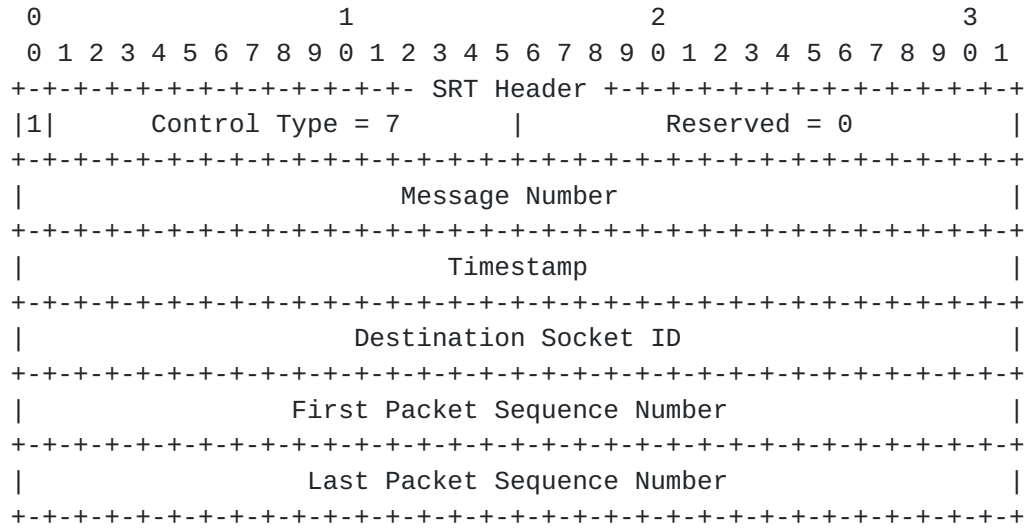 0                   1                   2                   3
 0 1 2 3 4 5 6 7 8 9 0 1 2 3 4 5 6 7 8 9 0 1 2 3 4 5 6 7 8 9 0 1
+-+-+-+-+-+-+-+-+-+-+-+-+- SRT Header +-+-+-+-+-+-+-+-+-+-+-+-+-+
|1|      Control Type = 7       |         Reserved = 0          |
+-+-+-+-+-+-+-+-+-+-+-+-+-+-+-+-+-+-+-+-+-+-+-+-+-+-+-+-+-+-+-+-+
|                        Message Number                         |
+-+-+-+-+-+-+-+-+-+-+-+-+-+-+-+-+-+-+-+-+-+-+-+-+-+-+-+-+-+-+-+-+
|                           Timestamp                           |
+-+-+-+-+-+-+-+-+-+-+-+-+-+-+-+-+-+-+-+-+-+-+-+-+-+-+-+-+-+-+-+-+
|                     Destination Socket ID                     |
+-+-+-+-+-+-+-+-+-+-+-+-+-+-+-+-+-+-+-+-+-+-+-+-+-+-+-+-+-+-+-+-+
|                 First Packet Sequence Number                  |
+-+-+-+-+-+-+-+-+-+-+-+-+-+-+-+-+-+-+-+-+-+-+-+-+-+-+-+-+-+-+-+-+
|                  Last Packet Sequence Number                  |
+-+-+-+-+-+-+-+-+-+-+-+-+-+-+-+-+-+-+-+-+-+-+-+-+-+-+-+-+-+-+-+-+